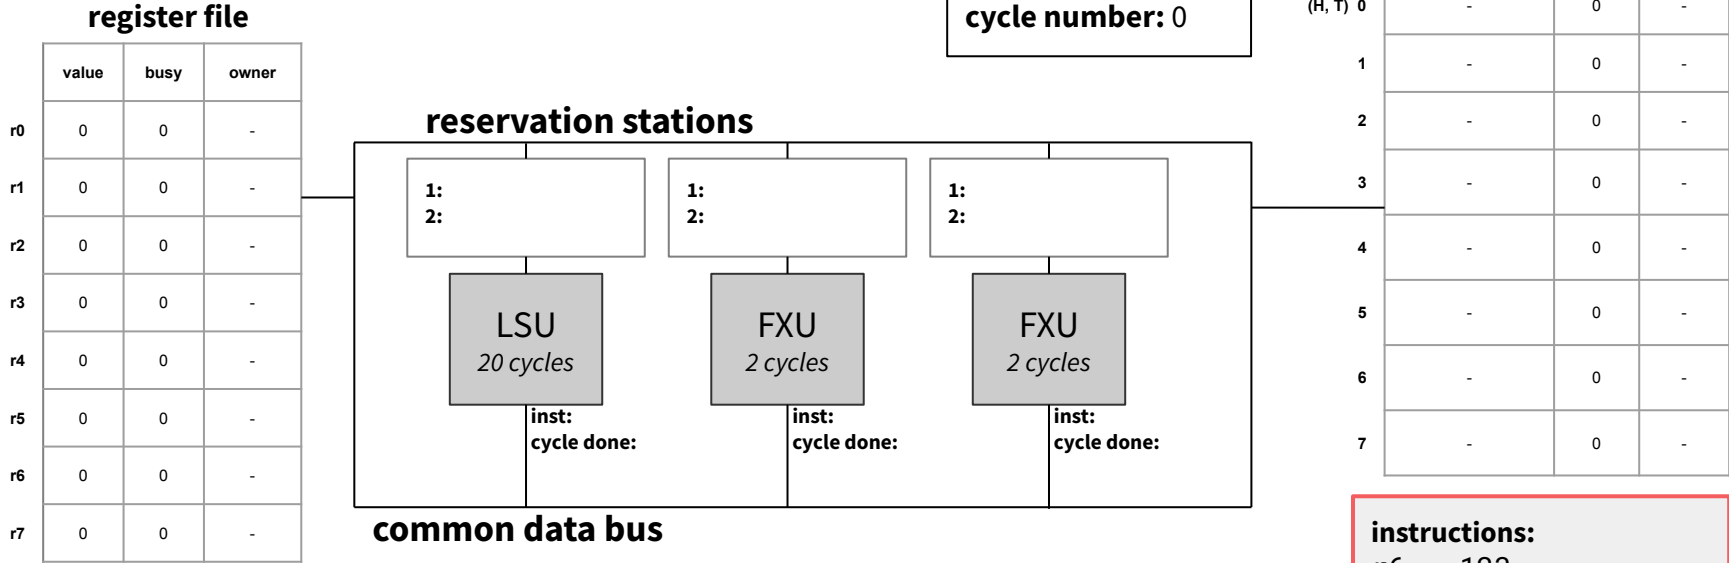 register file
value busy owner
r0 0 0 -
r1 0 0 -
r2 0 0 -
r3 0 0 -
r4 0 0 -
r5 0 0 -
r6 0 0 -
r7 0 0 -
cycle number: 0
reservation stations
1:
2:
1:
2:
1:
2:
LSU
20 cycles
FXU
2 cycles
FXU
2 cycles
inst:
cycle done:
inst:
cycle done:
inst:
cycle done:
common data bus
(H, T) 0 - 0 -
1 - 0 -
2 - 0 -
3 - 0 -
4 - 0 -
5 - 0 -
6 - 0 -
7 - 0 -
instructions: